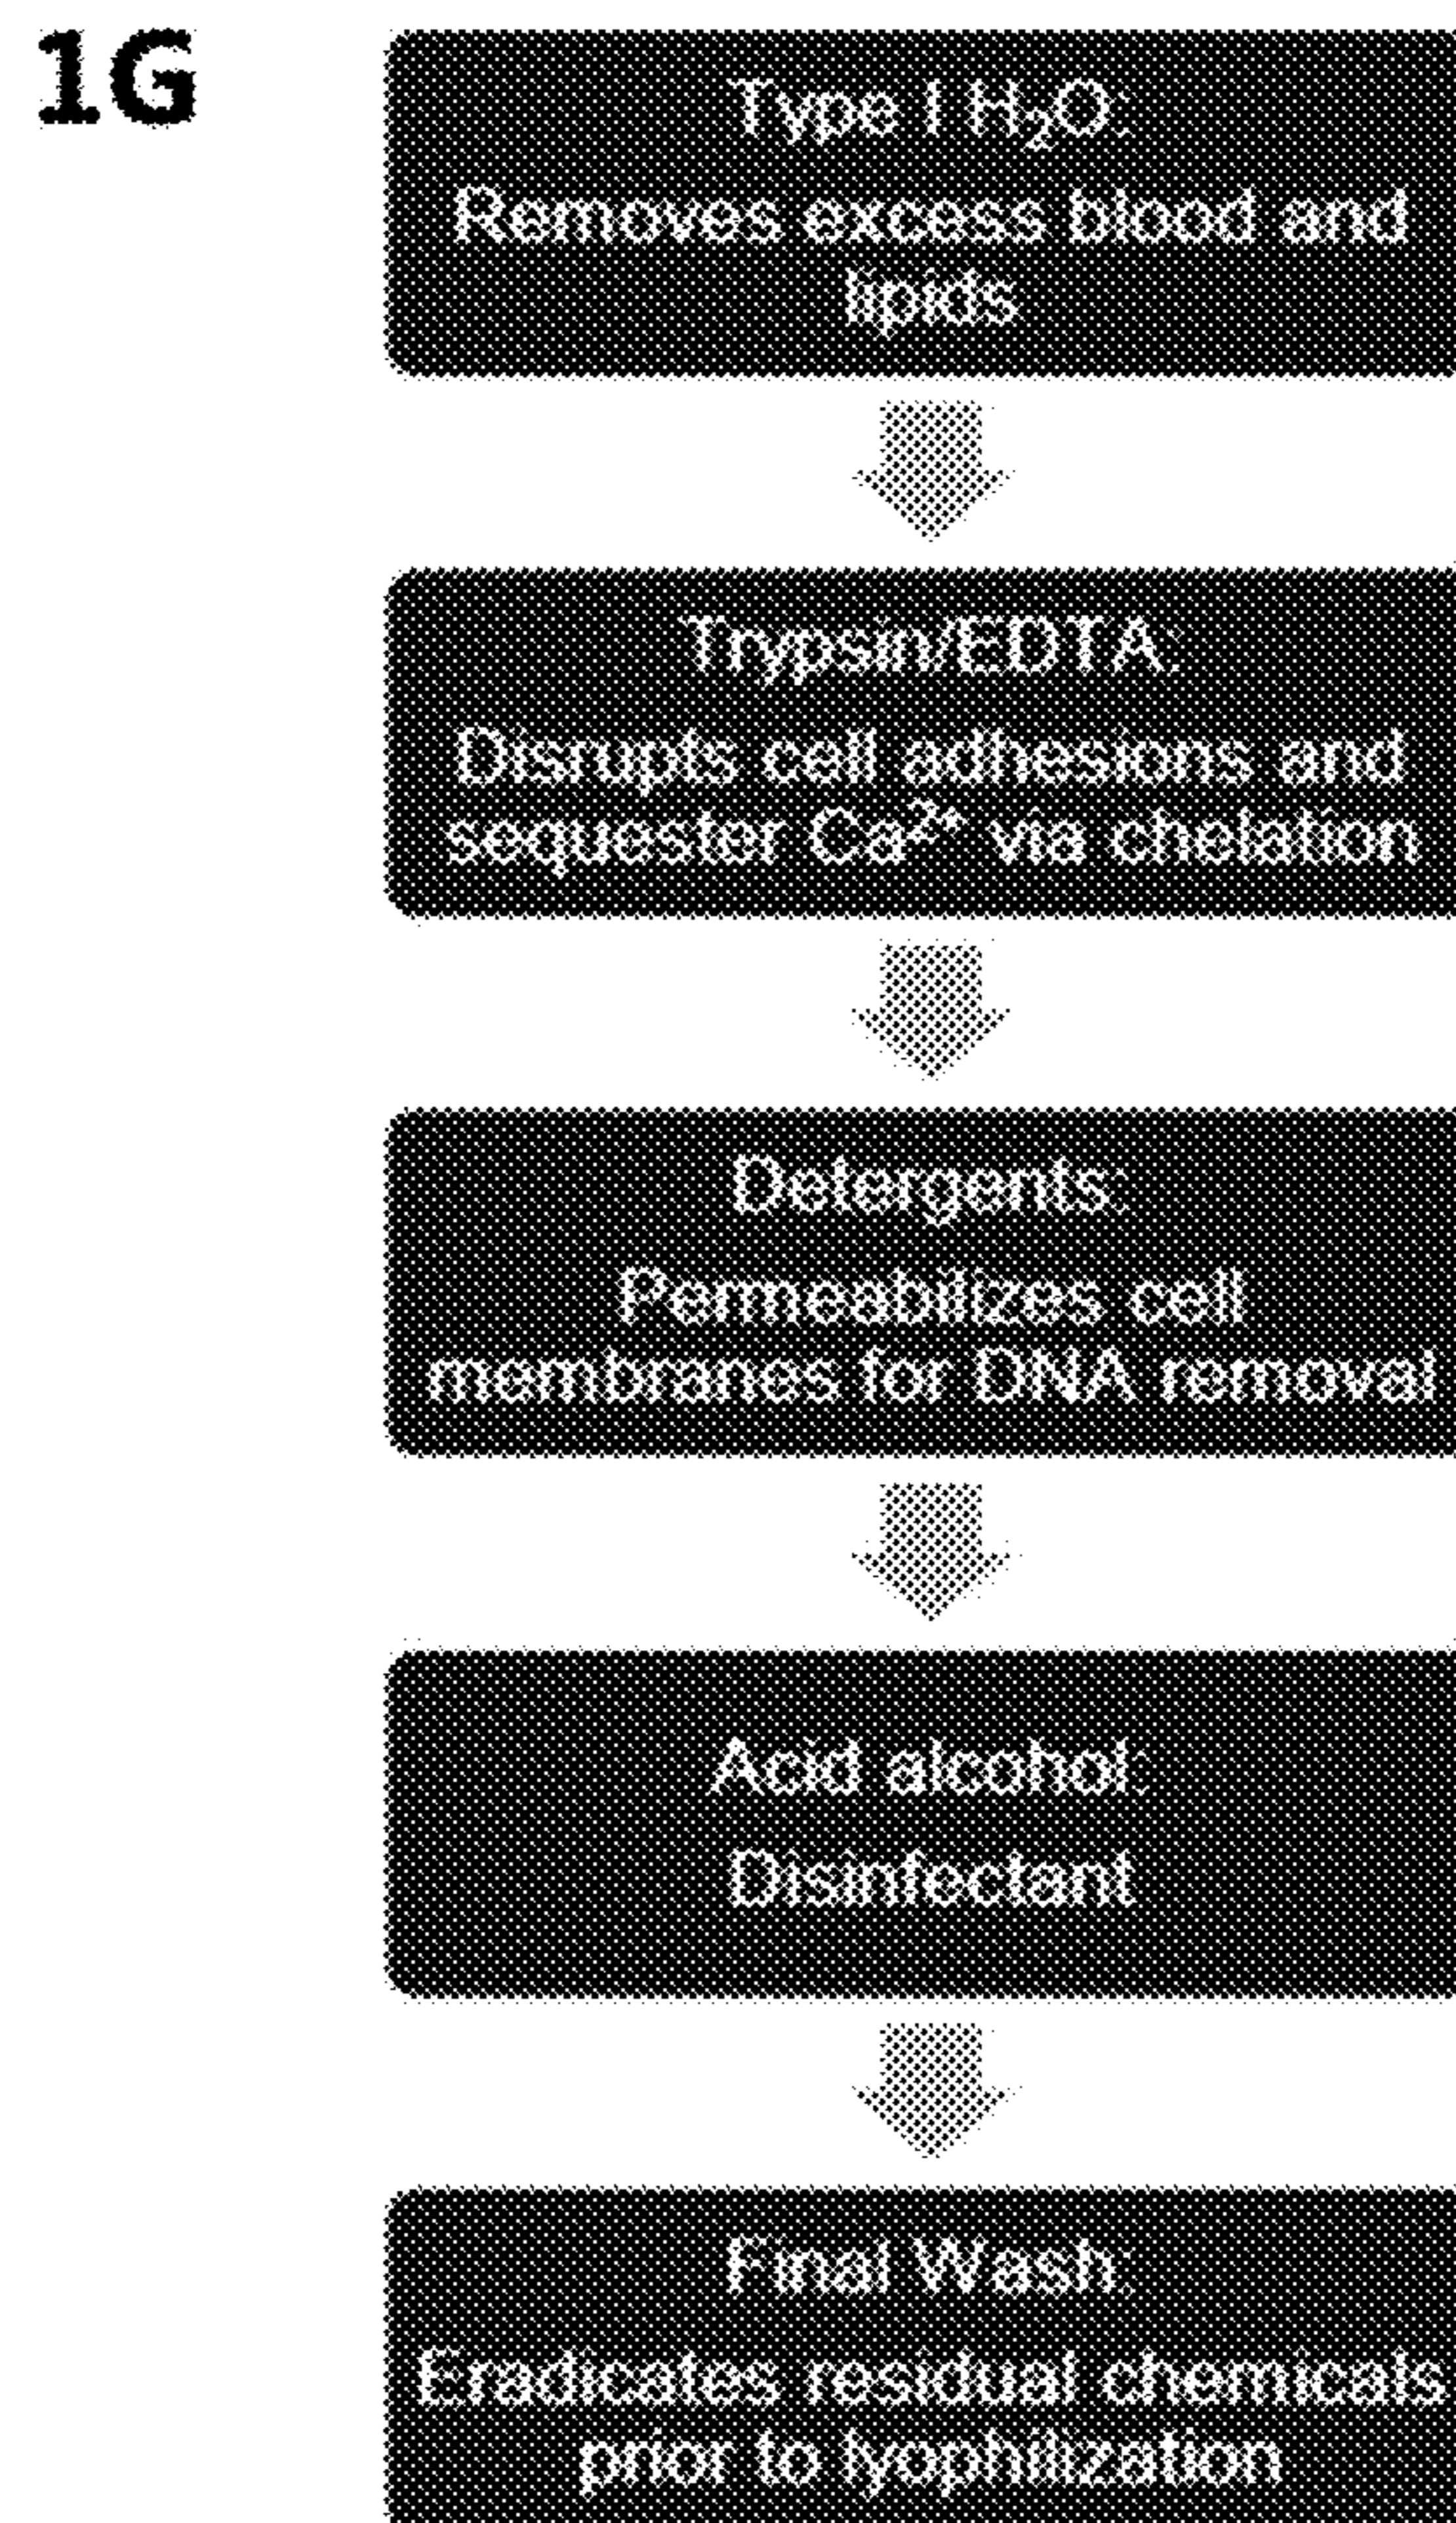 1G
Type I H₂O:
Removes excess blood and
lipids
Trypsin/EDTA:
Disrupts cell adhesions and
sequester Ca²⁺ via chelation
Detergents:
Permeabilizes cell
membranes for DNA removal
Acid alcohol:
Disinfectant
Final Wash:
Eradicates residual chemicals
prior to lyophilization